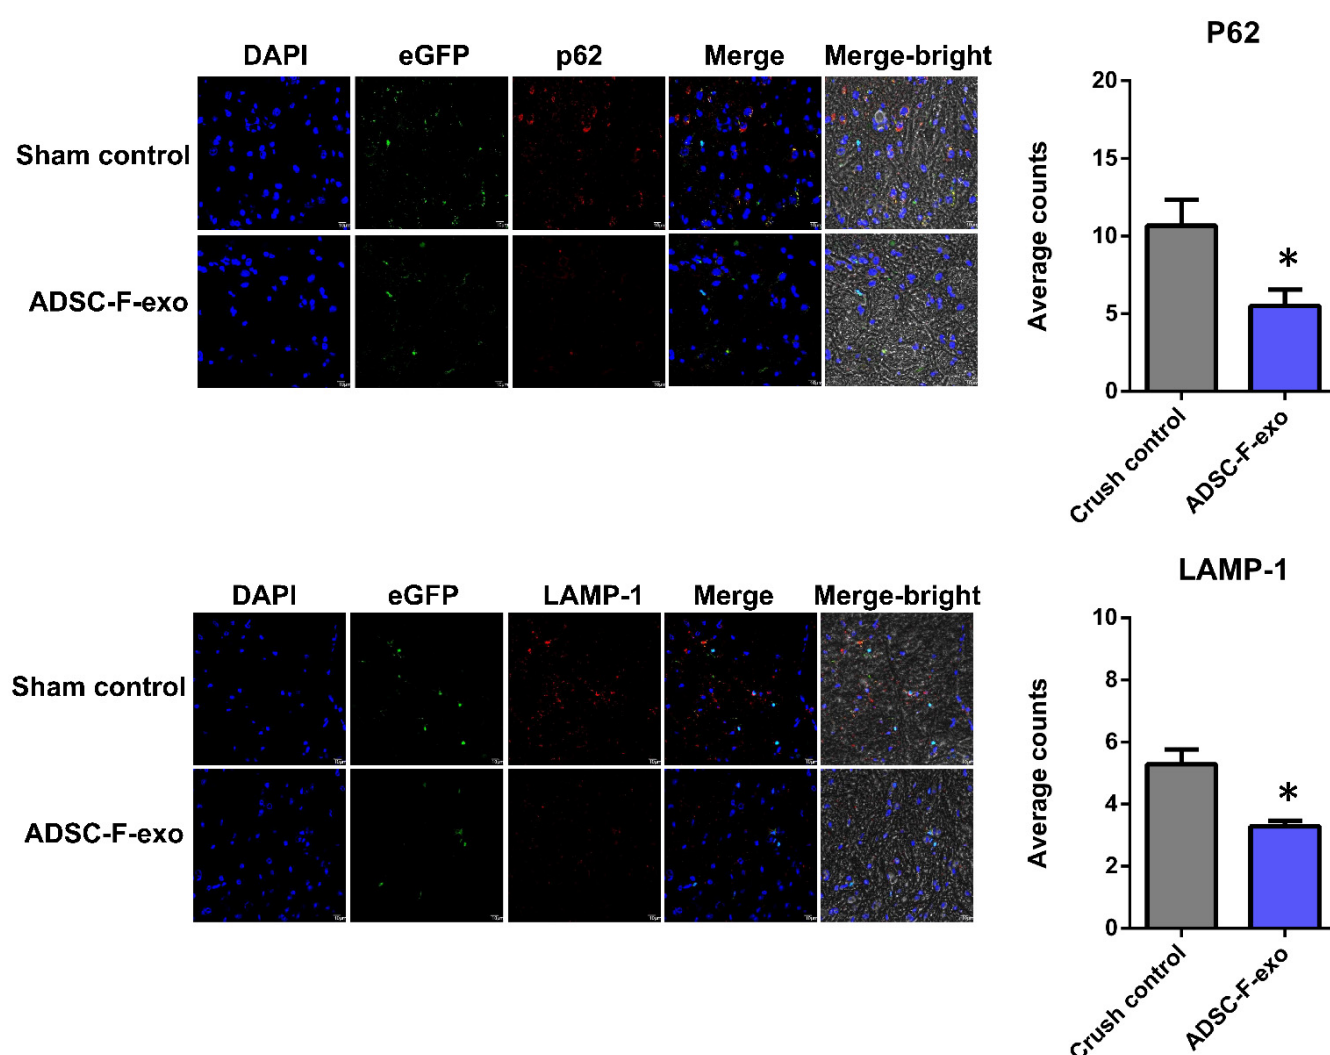 P62
DAPI eGFP p62 Merge Merge-bright
Sham control
ADSC-F-exo
Average counts
20
15
10
5
0
Crush control
ADSC-F-exo
*
LAMP-1
DAPI eGFP LAMP-1 Merge Merge-bright
Sham control
ADSC-F-exo
Average counts
10
8
6
4
2
0
Crush control
ADSC-F-exo
*